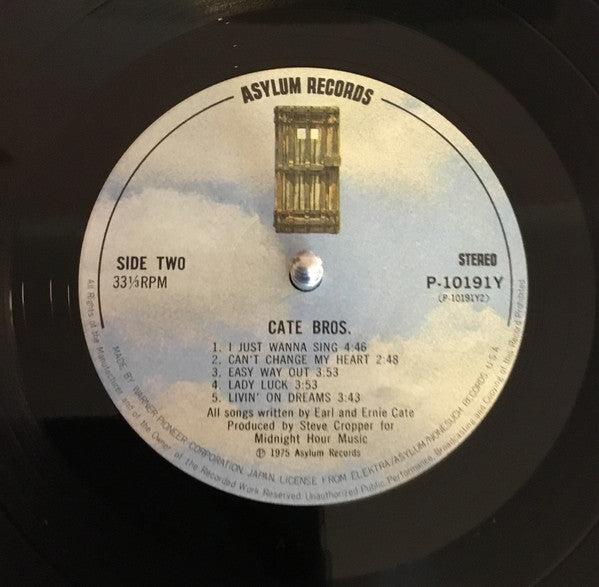 ASYLUM RECORDS
SIDE TWO
33⅓RPM
STEREO
P-10191Y
(P-10191Y2)
CATE BROS.
1. I JUST WANNA SING 4:46
2. CAN'T CHANGE MY HEART 2:48
3. EASY WAY OUT 3:53
4. LADY LUCK 3:53
5. LIVIN' ON DREAMS 3:43
All songs written by Earl and Ernie Cate
Produced by Steve Cropper for
Midnight Hour Music
℗ 1975 Asylum Records
MADE BY WARNER-PIONEER CORPORATION, JAPAN, LICENSE FROM ELEKTRA/ASYLUM/NONESUCH RECORDS, U.S.A.
All Rights of the Manufacturer and of the Owner of the Recorded Work Reserved. Unauthorized Public Performance, Broadcasting and Copying of this Record Prohibited